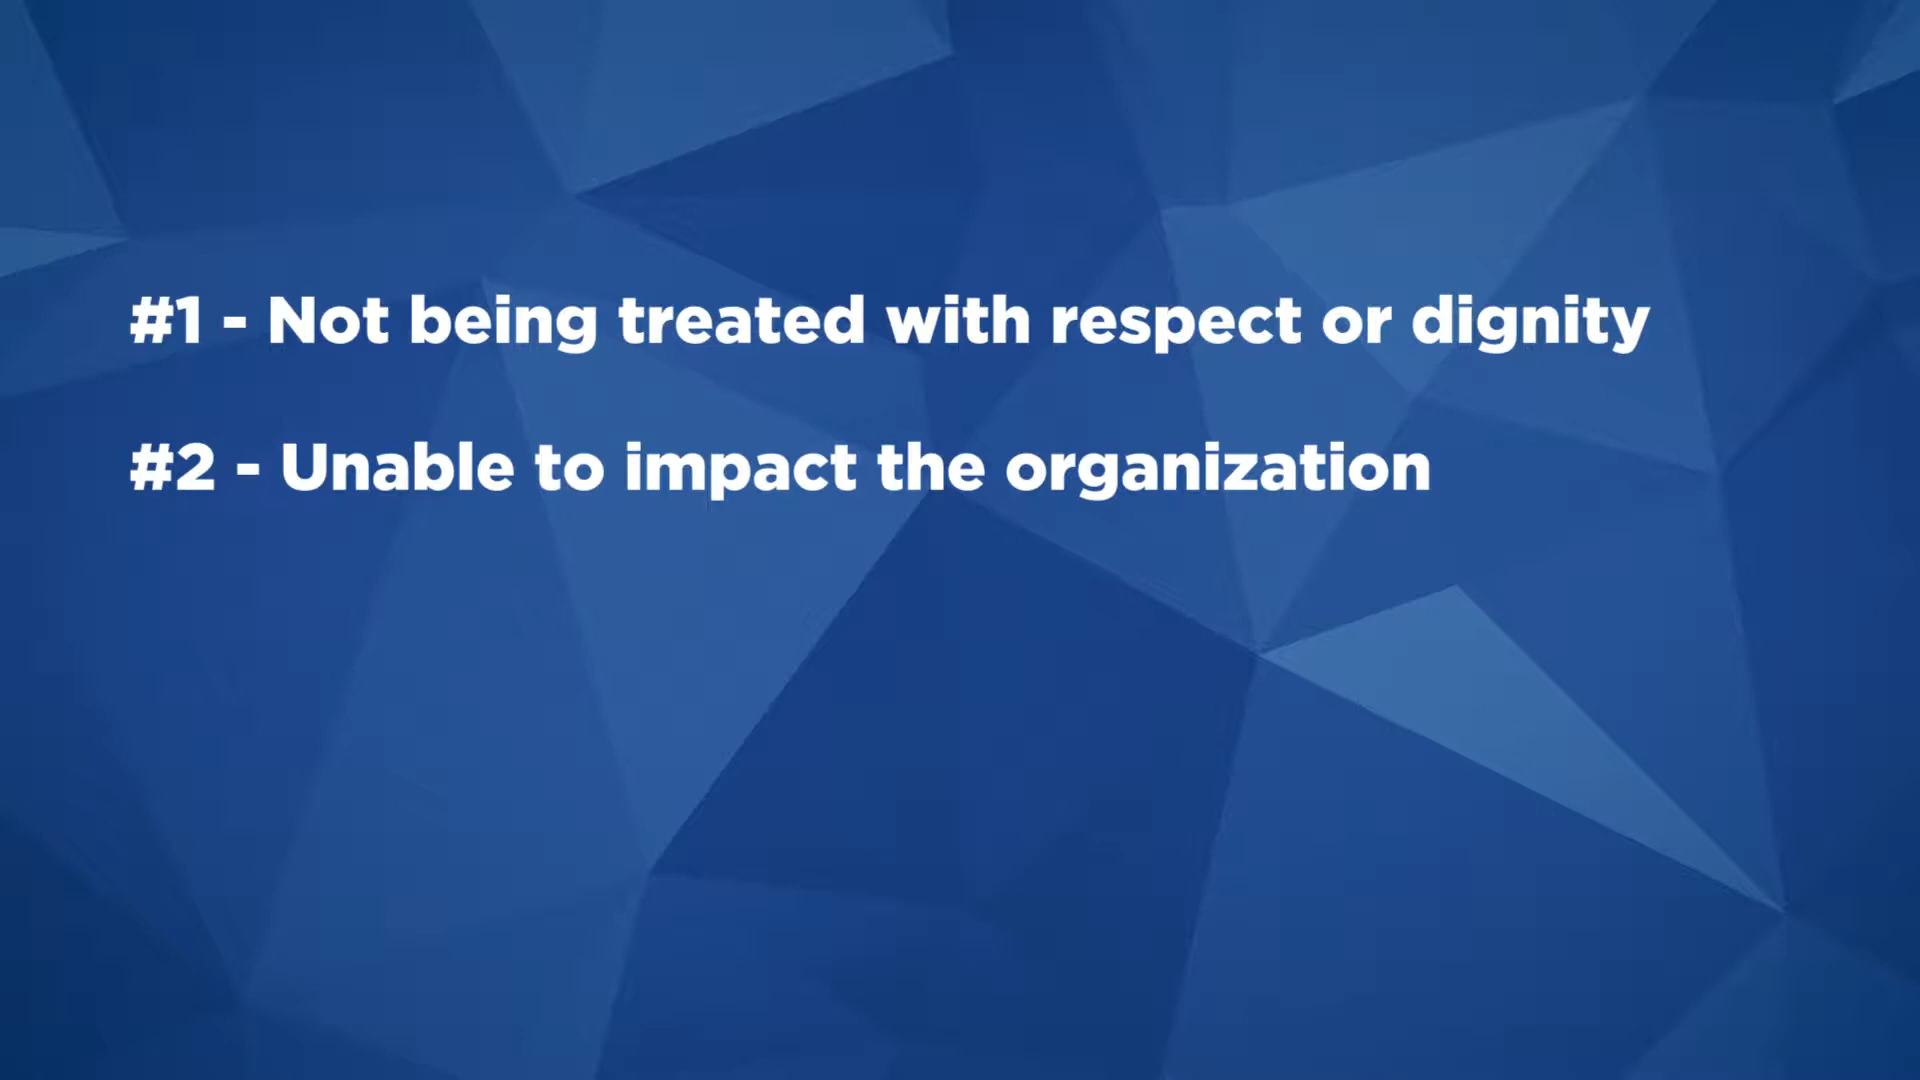 #1 - Not being treated with respect or dignity
#2 - Unable to impact the organization